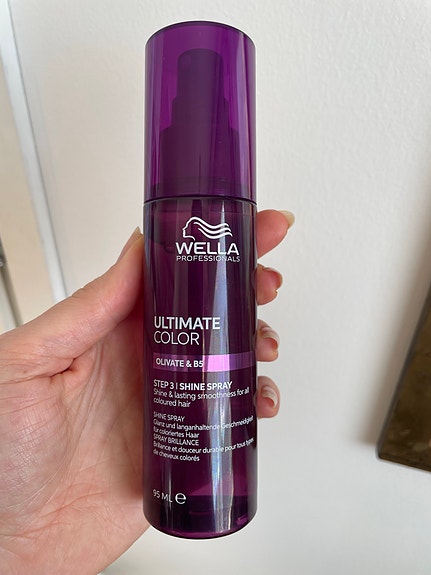 WELLA
PROFESSIONALS
ULTIMATE
COLOR
OLIVATE & B5
STEP 3 | SHINE SPRAY
Shine & lasting smoothness for all
coloured hair
SHINE SPRAY
Glanz und langanhaltende Geschmeidigkeit
für coloriertes Haar
SPRAY BRILLANCE
Brillance et douceur durable pour tous types
de cheveux colorés
95 ML ℮